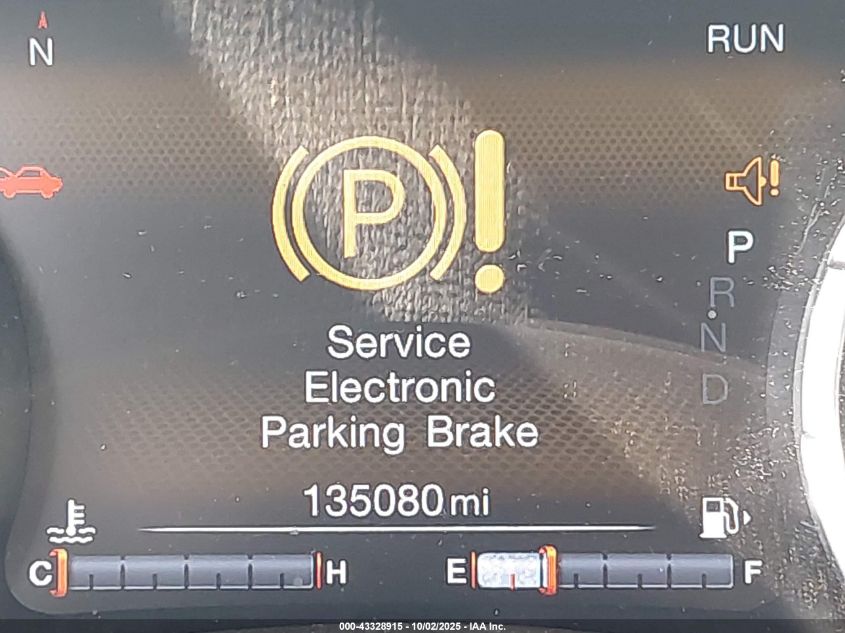 N
RUN
P
P
R
N
D
Service
Electronic
Parking Brake
135080 mi
C H E F
000-43328915 - 10/02/2025 - IAA Inc.